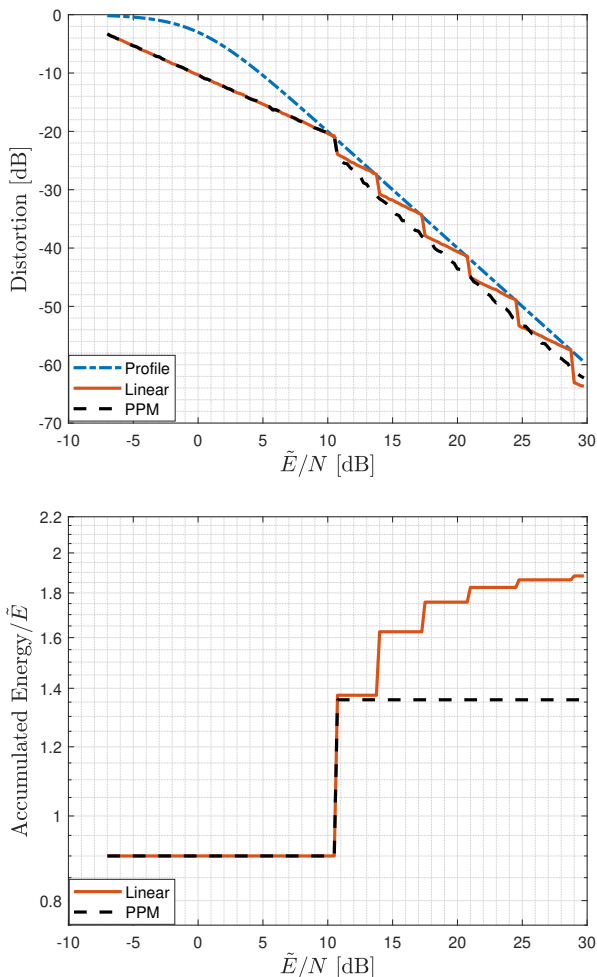 0
-10
-20
-30
-40
-50
-60
-70
Distortion [dB]
Profile
Linear
PPM
-10 -5 0 5 10 15 20 25 30
Ẽ/N [dB]
2.2
2
1.8
1.6
1.4
1.2
1
0.8
Accumulated Energy/Ẽ
Linear
PPM
-10 -5 0 5 10 15 20 25 30
Ẽ/N [dB]